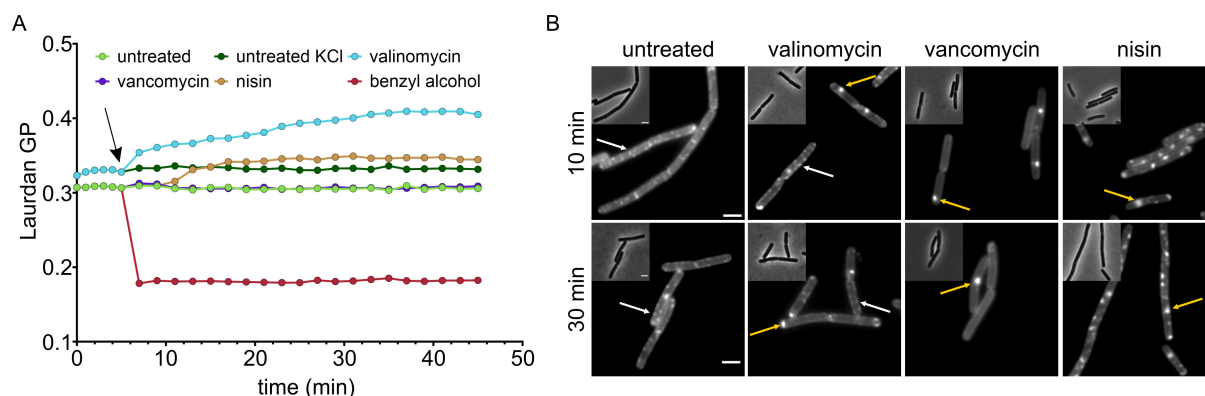 A
B
untreated
untreated KCl
valinomycin
vancomycin
nisin
benzyl alcohol
0.5
0.4
0.3
0.2
0.1
Laurdan GP
0
10
20
30
40
50
time (min)
untreated
valinomycin
vancomycin
nisin
10 min
30 min